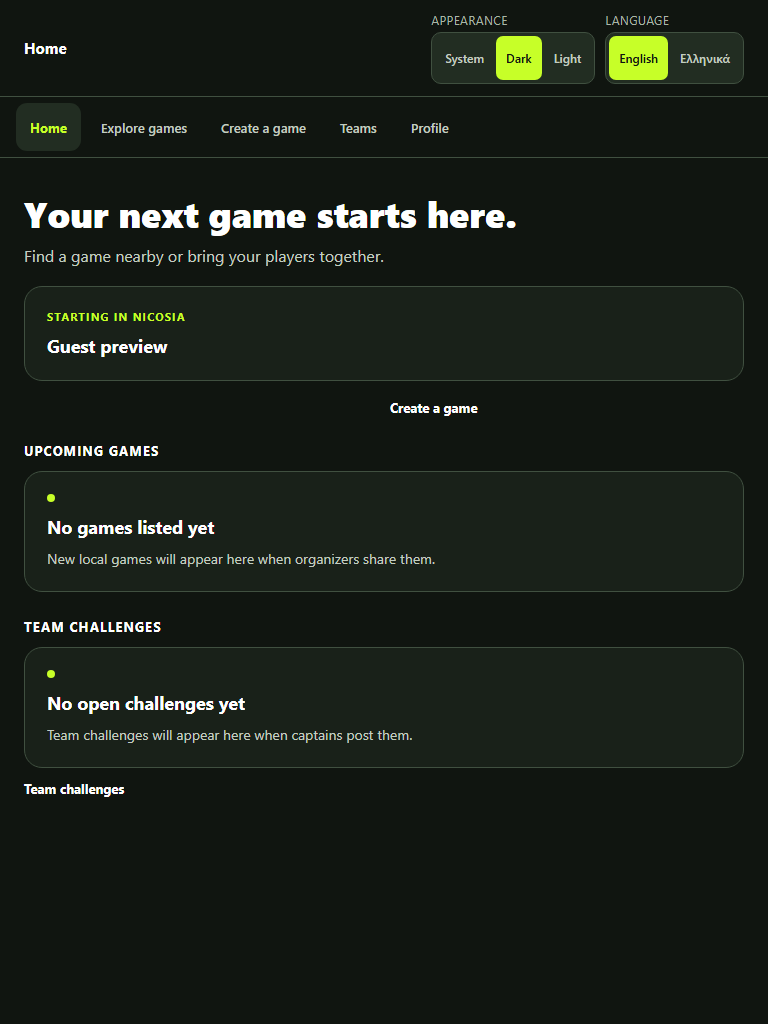 Home
APPEARANCE
System Dark Light
LANGUAGE
English Ελληνικά
Home Explore games Create a game Teams Profile
Your next game starts here.
Find a game nearby or bring your players together.
STARTING IN NICOSIA
Guest preview
Create a game
UPCOMING GAMES
No games listed yet
New local games will appear here when organizers share them.
TEAM CHALLENGES
No open challenges yet
Team challenges will appear here when captains post them.
Team challenges